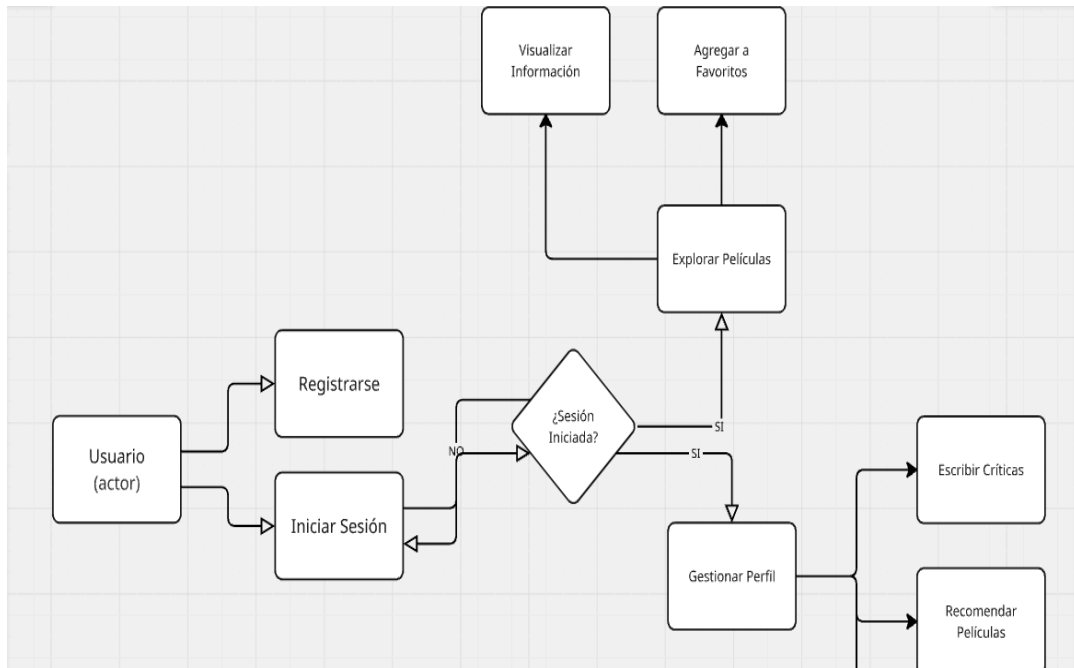 Visualizar
Información
Agregar a
Favoritos
Explorar Películas
Registrarse
Usuario
(actor)
Iniciar Sesión
¿Sesión
Iniciada?
NO
SI
SI
Escribir Críticas
Gestionar Perfil
Recomendar
Películas